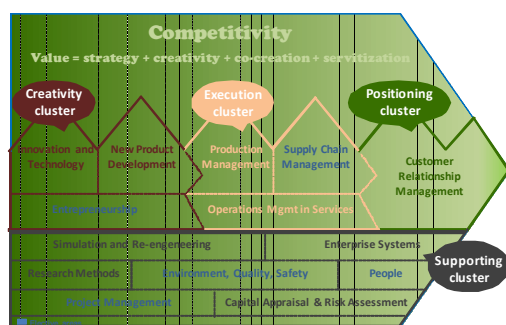 Competitivity
Value = strategy + creativity + co-creation + servitization
Creativity
cluster
Execution
cluster
Positioning
cluster
Innovation and
Technology
New Product
Development
Production
Management
Supply Chain
Management
Customer
Relationship
Management
Entrepreneurship
Operations Mgmt in Services
Simulation and Re-engeneering
Enterprise Systems
Supporting
cluster
Research Methods
Environment, Quality, Safety
People
Project Management
Capital Appraisal & Risk Assessment